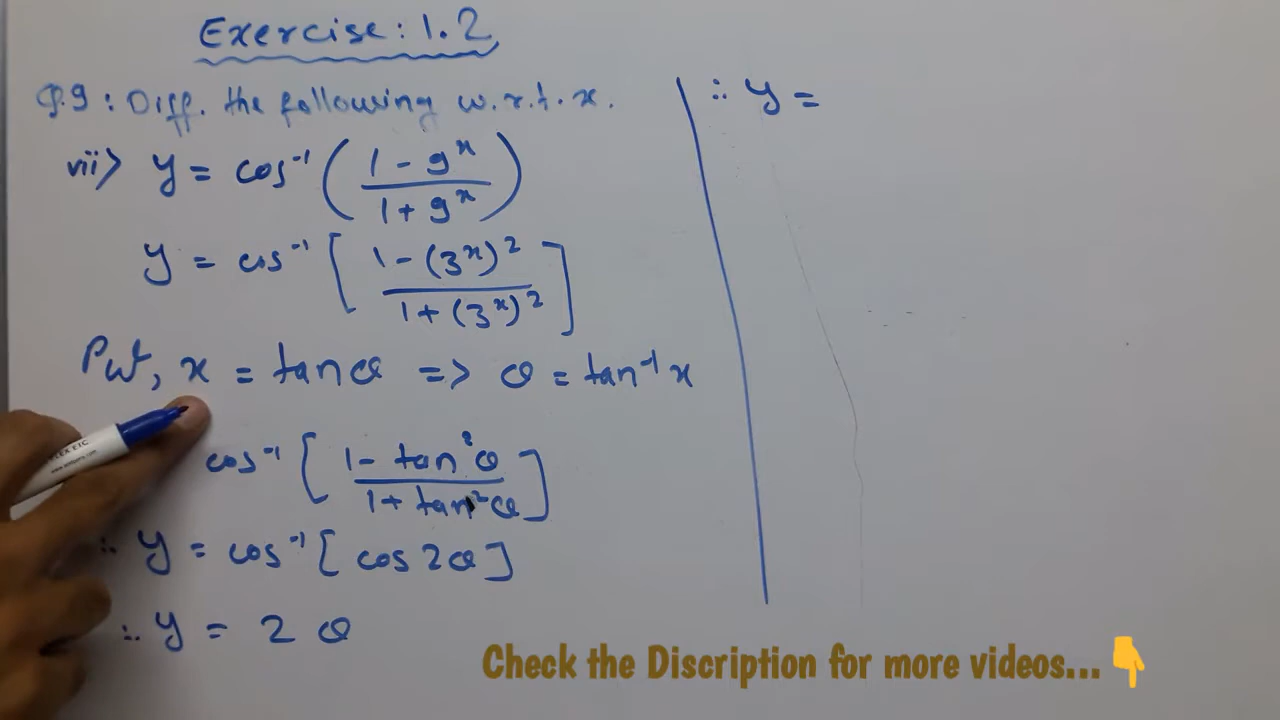 Exercise: 1.2
Q.9: Diff. the following w.r.t. x.
vii> y = cos⁻¹ ( 1 - 9ˣ / 1 + 9ˣ )
y = cos⁻¹ [ 1 - (3ˣ)² / 1 + (3ˣ)² ]
Put, x = tanθ => θ = tan⁻¹ x
cos⁻¹ [ 1 - tan²θ / 1 + tan²θ ]
∴ y = cos⁻¹ [ cos 2θ ]
∴ y = 2 θ
∴ y =
Check the Discription for more videos...👇